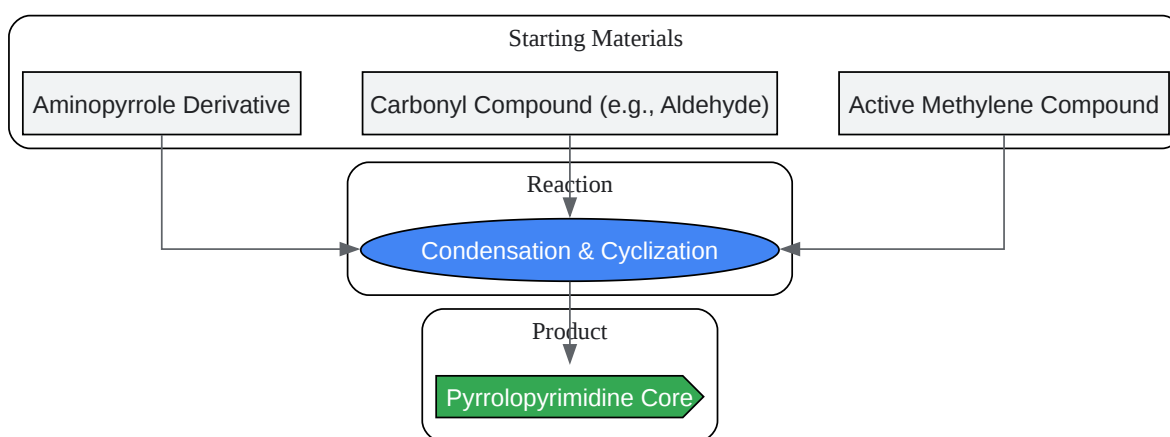 Starting Materials
Aminopyrrole Derivative
Carbonyl Compound (e.g., Aldehyde)
Active Methylene Compound
Reaction
Condensation & Cyclization
Product
Pyrrolopyrimidine Core